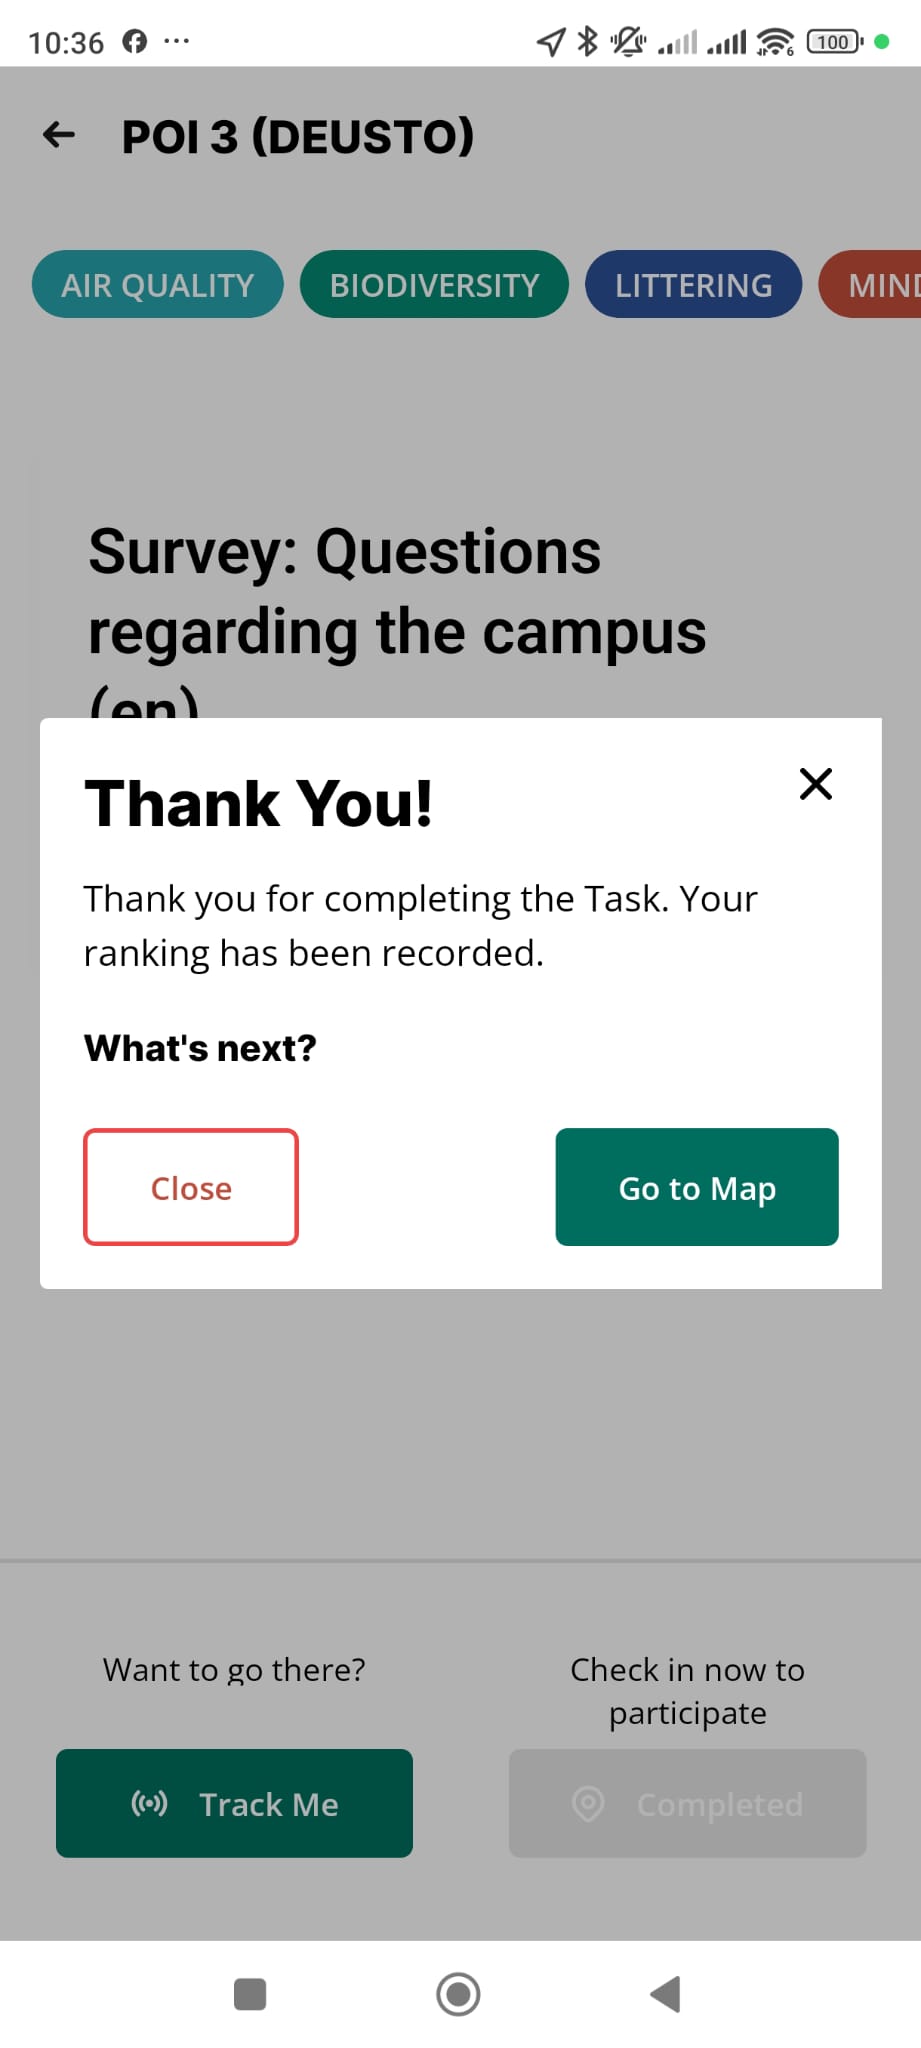 10:36
100
POI 3 (DEUSTO)
AIR QUALITY
BIODIVERSITY
LITTERING
MIND
Survey: Questions
regarding the campus
(en)
Thank You!
Thank you for completing the Task. Your
ranking has been recorded.
What's next?
Close
Go to Map
Want to go there?
Check in now to
participate
Track Me
Completed